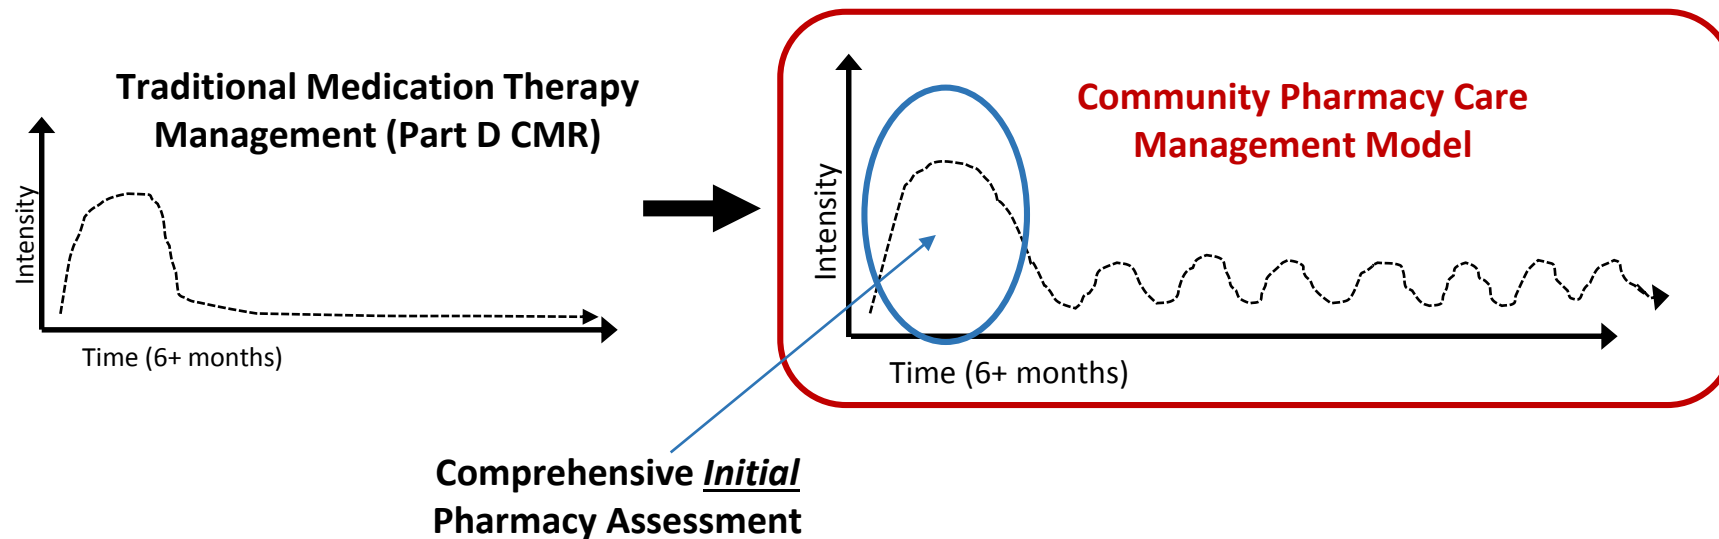 Traditional Medication Therapy
Management (Part D CMR)
Intensity
Time (6+ months)
Community Pharmacy Care
Management Model
Intensity
Time (6+ months)
Comprehensive Initial
Pharmacy Assessment